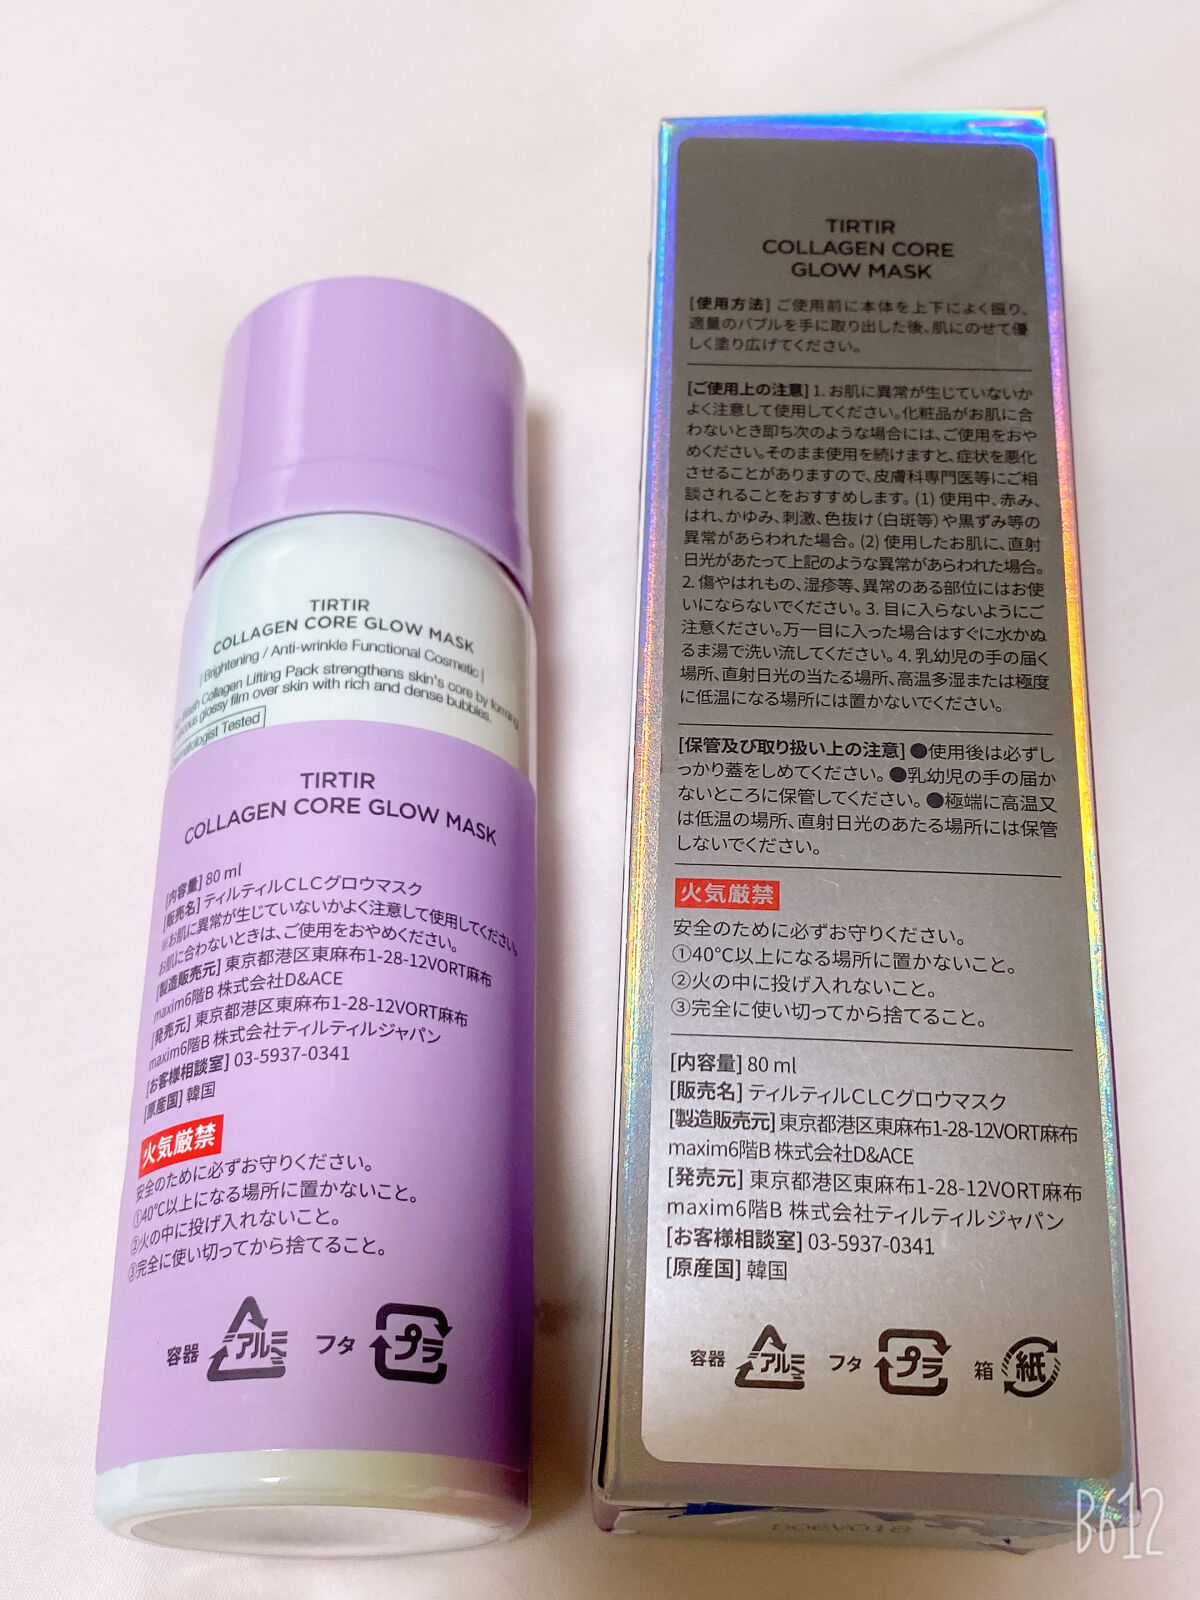 TIRTIR
COLLAGEN CORE GLOW MASK
| Brightening / Anti-wrinkle Functional Cosmetic |
Collagen Lifting Pack strengthens skin's core by forming
glossy film over skin with rich and dense bubbles.
Tested
TIRTIR
COLLAGEN CORE GLOW MASK
[内容量] 80 ml
[販売名] ティルティルCLCグロウマスク
※お肌に異常が生じていないかよく注意して使用してください。
お肌に合わないときは、ご使用をおやめください。
[製造販売元] 東京都港区東麻布1-28-12VORT麻布
maxim6階B 株式会社D&ACE
[発売元] 東京都港区東麻布1-28-12VORT麻布
maxim6階B 株式会社ティルティルジャパン
[お客様相談室] 03-5937-0341
[原産国] 韓国
火気厳禁
安全のために必ずお守りください。
①40℃以上になる場所に置かないこと。
②火の中に投げ入れないこと。
③完全に使い切ってから捨てること。
容器 アルミ フタ プラ
TIRTIR
COLLAGEN CORE
GLOW MASK
[使用方法] ご使用前に本体を上下によく振り、
適量のバブルを手に取り出した後、肌にのせて優
しく塗り広げてください。
[ご使用上の注意] 1. お肌に異常が生じていないか
よく注意して使用してください。化粧品がお肌に合
わないとき即ち次のような場合には、ご使用をおや
めください。そのまま使用を続けますと、症状を悪化
させることがありますので、皮膚科専門医等にご相
談されることをおすすめします。(1) 使用中、赤み、
はれ、かゆみ、刺激、色抜け(白斑等)や黒ずみ等の
異常があらわれた場合。(2) 使用したお肌に、直射
日光があたって上記のような異常があらわれた場合。
2. 傷やはれもの、湿疹等、異常のある部位にはお使
いにならないでください。3. 目に入らないようにご
注意ください。万一目に入った場合はすぐに水かぬ
るま湯で洗い流してください。4. 乳幼児の手の届く
場所、直射日光の当たる場所、高温多湿または極度
に低温になる場所には置かないでください。
[保管及び取り扱い上の注意] ●使用後は必ずし
っかり蓋をしめてください。●乳幼児の手の届か
ないところに保管してください。●極端に高温又
は低温の場所、直射日光のあたる場所には保管
しないでください。
火気厳禁
安全のために必ずお守りください。
①40℃以上になる場所に置かないこと。
②火の中に投げ入れないこと。
③完全に使い切ってから捨てること。
[内容量] 80 ml
[販売名] ティルティルCLCグロウマスク
[製造販売元] 東京都港区東麻布1-28-12VORT麻布
maxim6階B 株式会社D&ACE
[発売元] 東京都港区東麻布1-28-12VORT麻布
maxim6階B 株式会社ティルティルジャパン
[お客様相談室] 03-5937-0341
[原産国] 韓国
容器 アルミ フタ プラ 箱 紙
B612